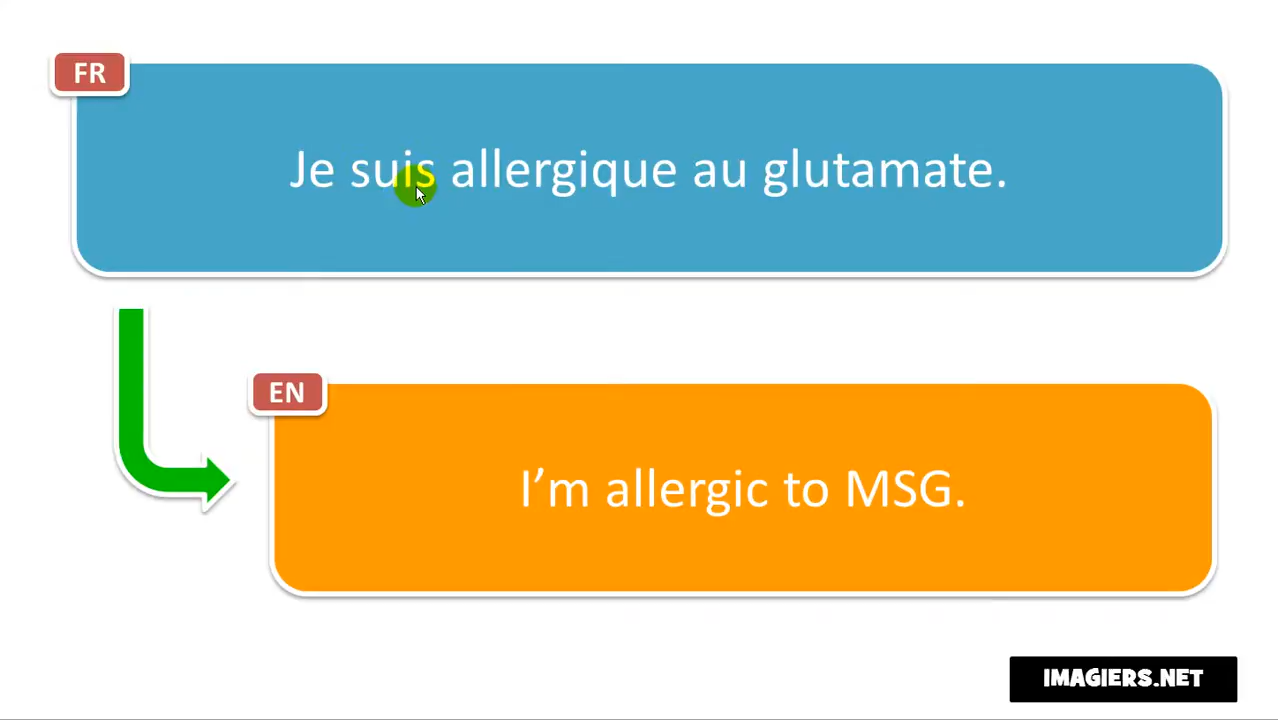 FR
Je suis allergique au glutamate.
EN
I’m allergic to MSG.
IMAGIERS.NET